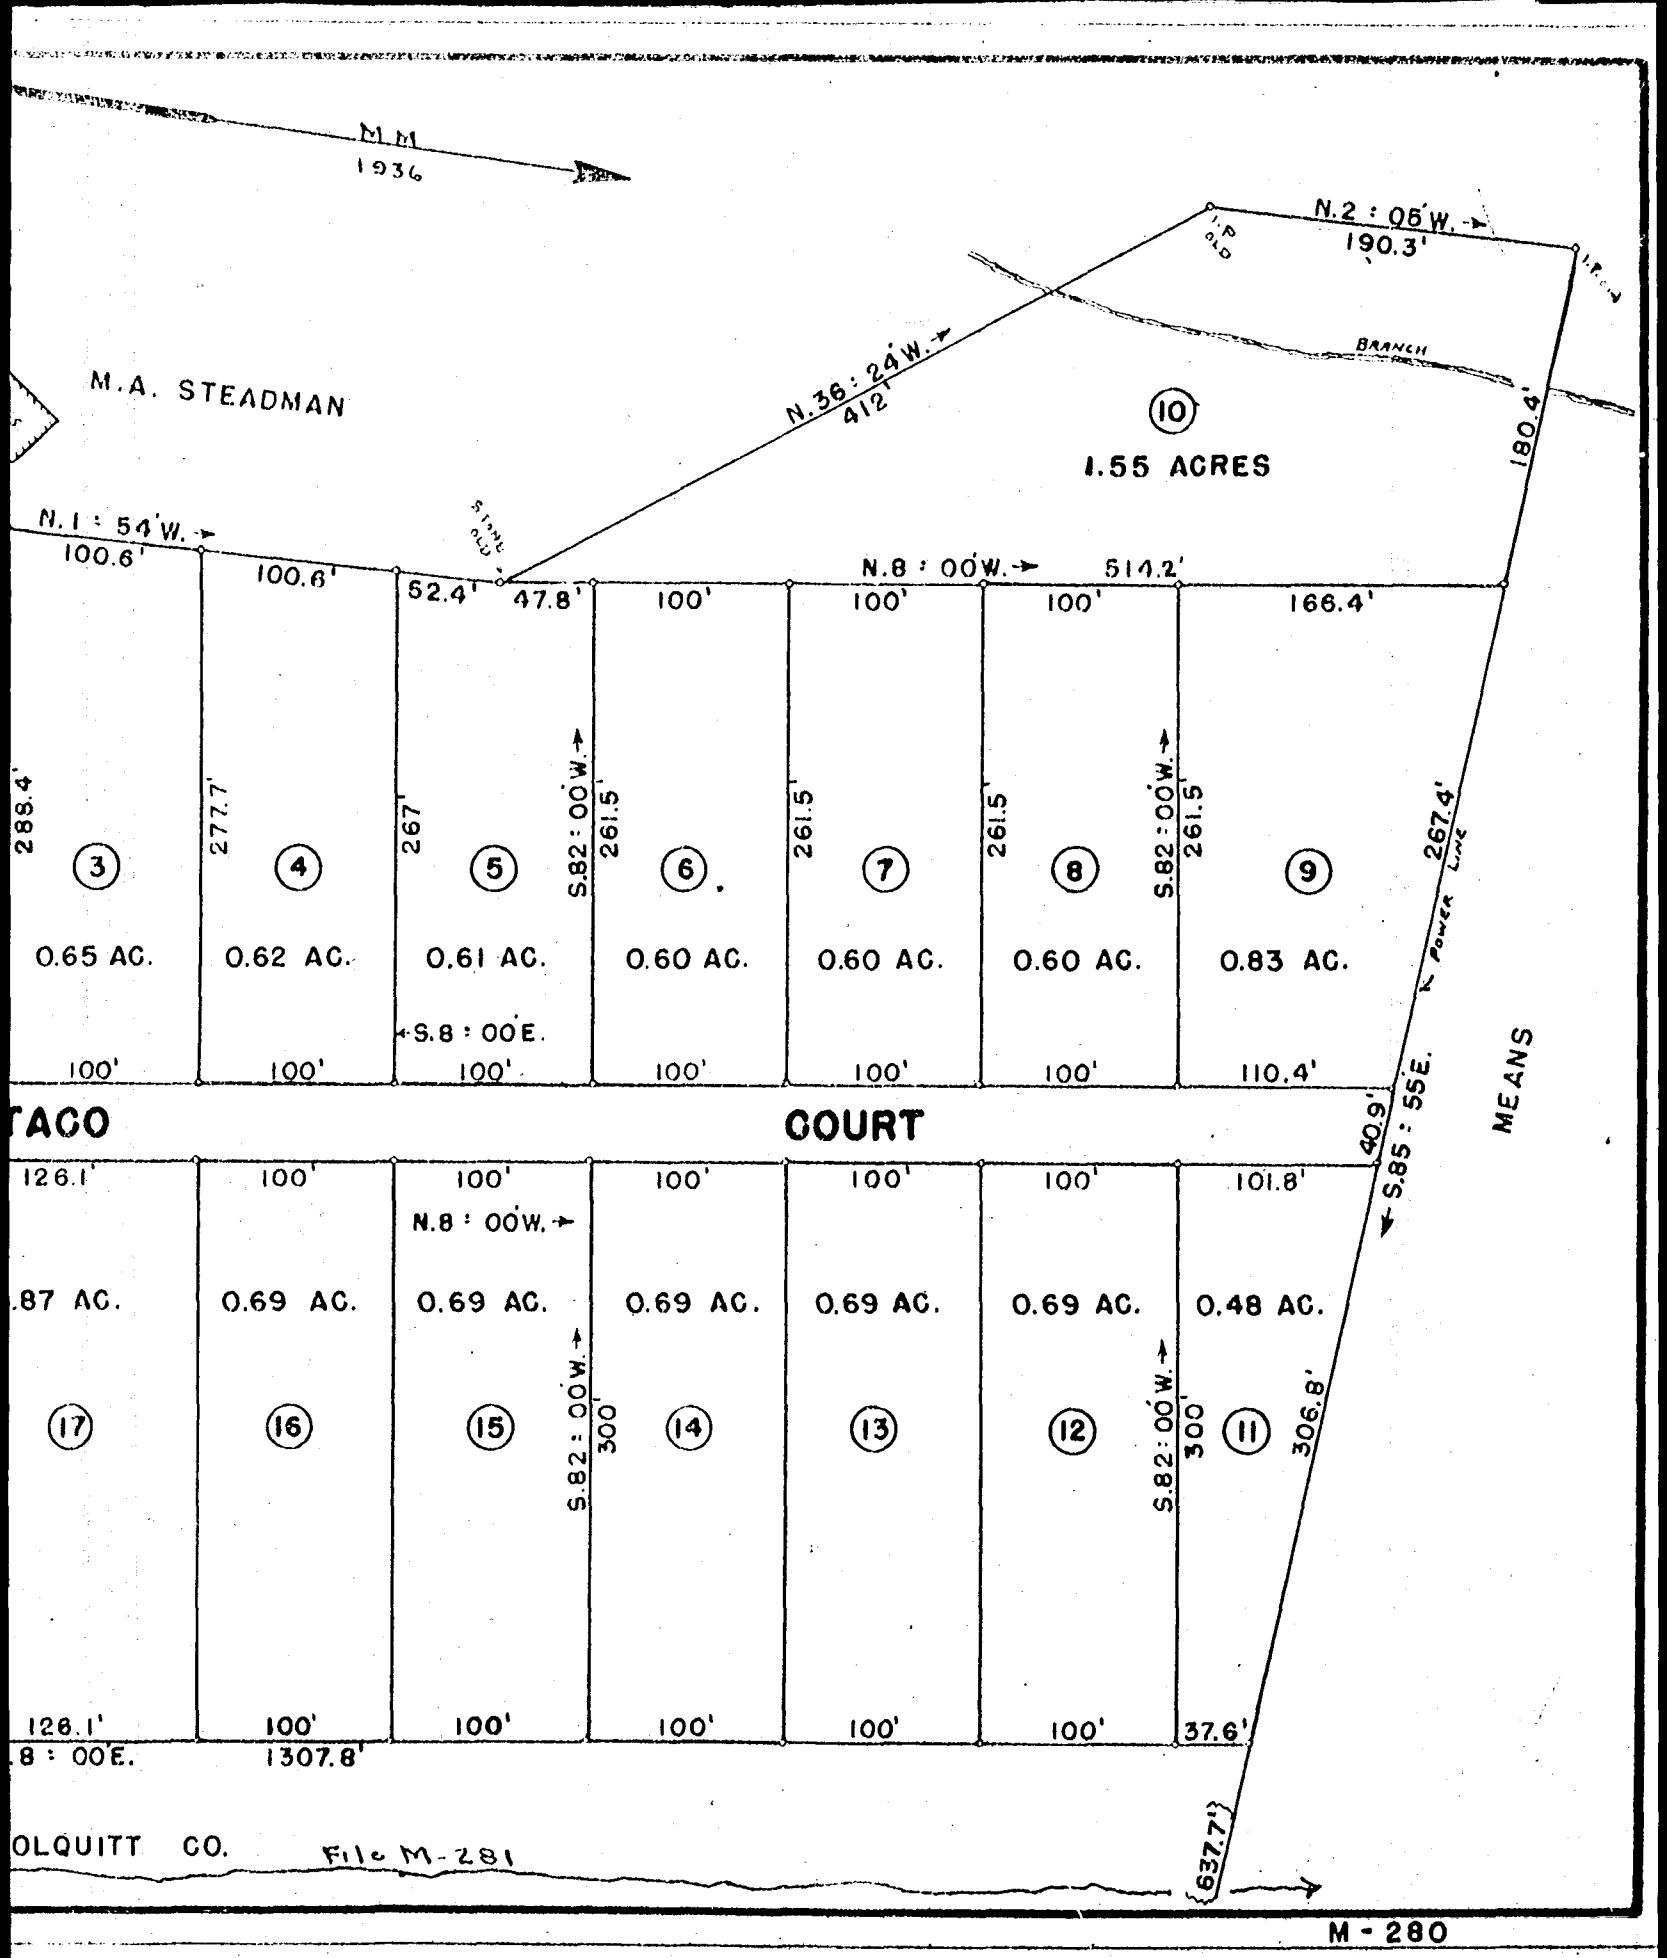 M M
1936
N.2 : 05'W. →
190.3'
I.P.
OLD
I.P. OLD
BRANCH
N.36 : 24'W. →
412'
10
1.55 ACRES
180.4'
M.A. STEADMAN
STONE
OLD
N.1 : 54'W. →
100.6'
100.6'
52.4'
47.8'
N.8 : 00'W. →
514.2'
100'
100'
100'
166.4'
288.4'
277.7'
267'
S.82 : 00'W. →
261.5'
261.5'
261.5'
S.82 : 00'W. →
261.5'
267.4'
POWER LINE
3
4
5
6
7
8
9
0.65 AC.
0.62 AC.
0.61 AC.
0.60 AC.
0.60 AC.
0.60 AC.
0.83 AC.
← S.8 : 00'E.
100'
100'
100'
100'
100'
100'
110.4'
MEANS
TACO COURT
40.9'
← S.85 : 55'E.
126.1'
100'
100'
100'
100'
100'
101.8'
N.8 : 00'W. →
.87 AC.
0.69 AC.
0.69 AC.
0.69 AC.
0.69 AC.
0.69 AC.
0.48 AC.
17
16
15
S.82 : 00'W. →
300'
14
13
12
S.82 : 00'W. →
300'
11
306.8'
126.1'
100'
100'
100'
100'
100'
37.6'
.8 : 00'E.
1307.8'
{637.7'}
OLQUITT CO.
File M-281
M - 280